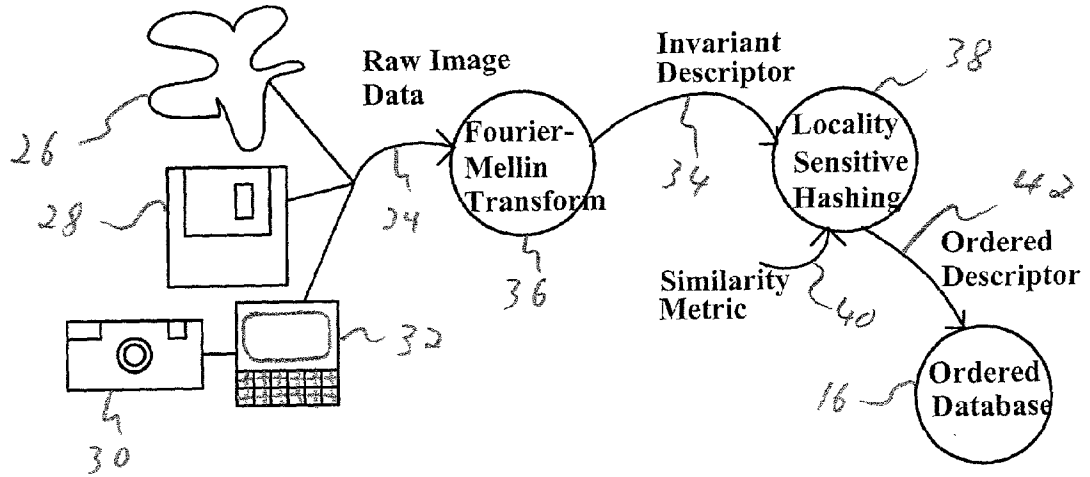 Raw Image
Data
Invariant
Descriptor
38
26
Fourier-
Mellin
Transform
Locality
Sensitive
Hashing
34
42
28
24
36
Similarity
Metric
40
Ordered
Descriptor
32
30
16
Ordered
Database